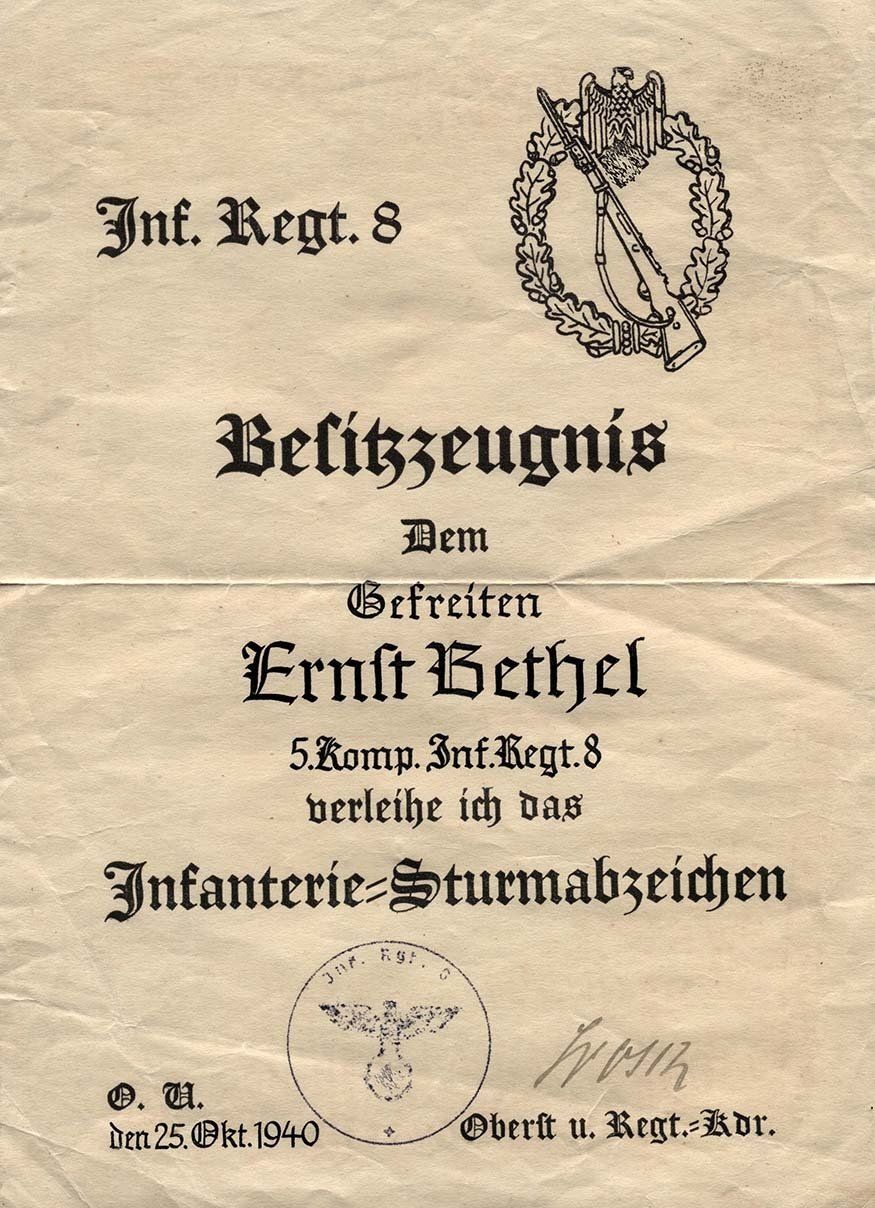 Inf. Regt. 8
Besitzzeugnis
Dem
Gefreiten
Ernst Bethel
5.Komp. Inf.Regt.8
verleihe ich das
Infanterie=Sturmabzeichen
Inf. Rgt. 8
O. U.
den 25. Okt. 1940
Oberst u. Regt.=Kdr.